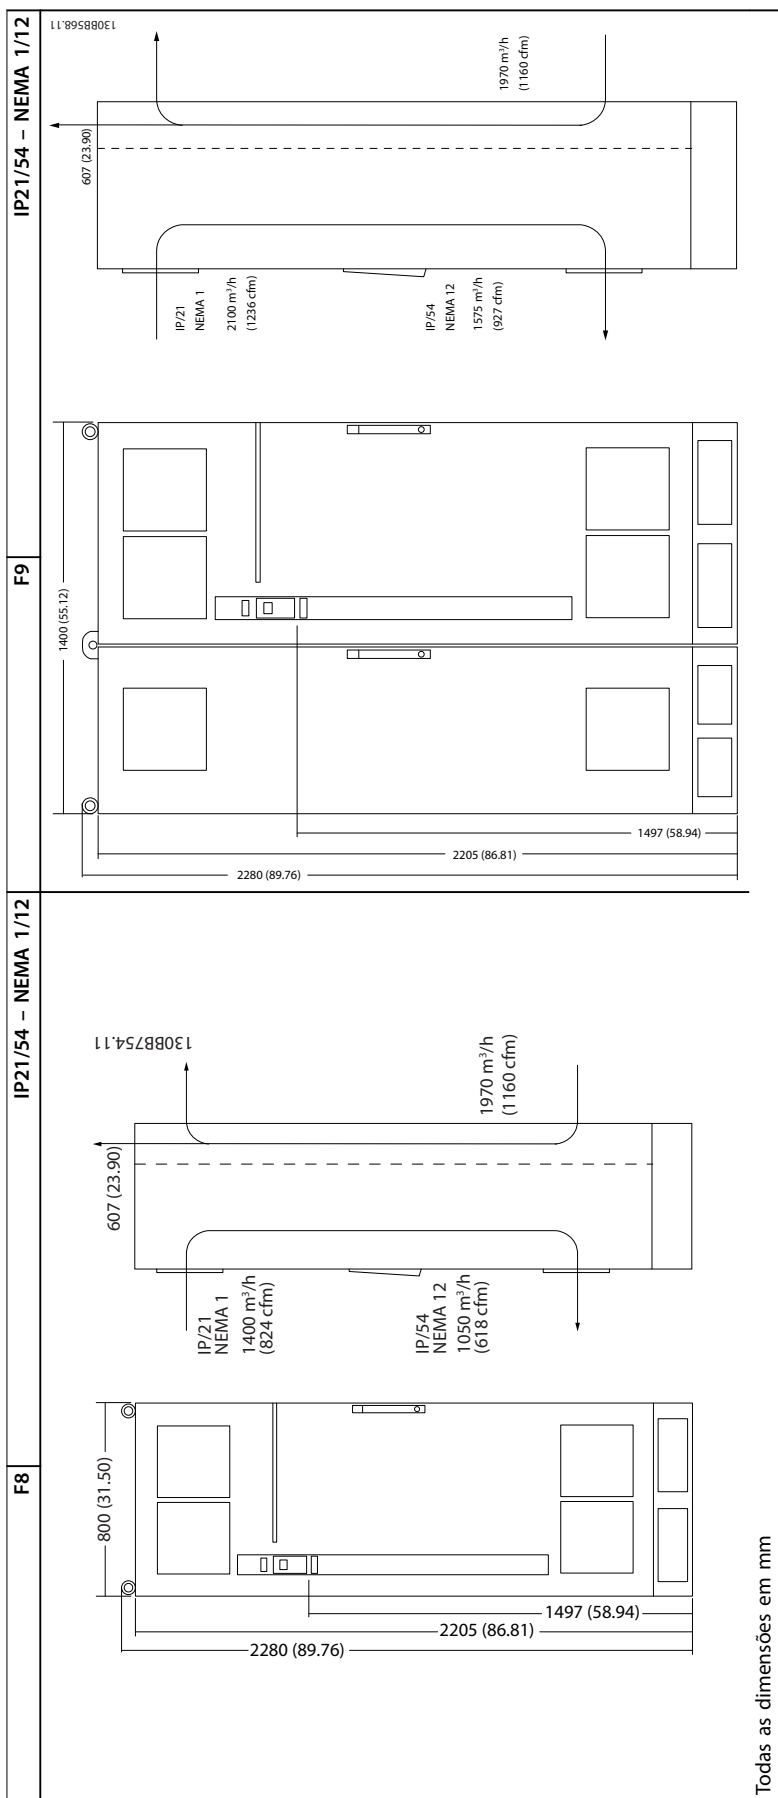 F8
IP21/54 – NEMA 1/12
F9
IP21/54 – NEMA 1/12
800 (31.50)
2280 (89.76)
2205 (86.81)
1497 (58.94)
IP/21
NEMA 1
1400 m³/h
(824 cfm)
IP/54
NEMA 12
1050 m³/h
(618 cfm)
607 (23.90)
1970 m³/h
(1160 cfm)
130BB754.11
1400 (55.12)
2280 (89.76)
2205 (86.81)
1497 (58.94)
IP/21
NEMA 1
2100 m³/h
(1236 cfm)
IP/54
NEMA 12
1575 m³/h
(927 cfm)
607 (23.90)
1970 m³/h
(1160 cfm)
130BB568.11
Todas as dimensões em mm